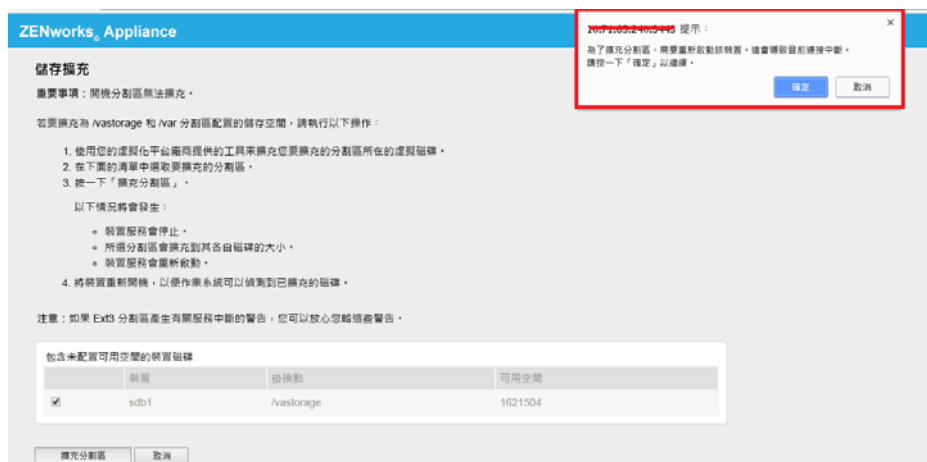 ZENworks® Appliance
10.71.65.240:9443 提示：
為了擴充分割區，需要重新啟動該裝置，這會導致目前連接中斷。
請按一下「確定」以繼續。
確定
取消
儲存擴充
重要事項：開機分割區無法擴充。
若要擴充為 /vastorage 和 /var 分割區配置的儲存空間，請執行以下操作：
1. 使用您的虛擬化平台廠商提供的工具來擴充您要擴充的分割區所在的虛擬磁碟。
2. 在下面的清單中選取要擴充的分割區。
3. 按一下「擴充分割區」。
以下情況將會發生：
裝置服務會停止。
所選分割區會擴充到其各自磁碟的大小。
裝置服務會重新啟動。
4. 將裝置重新開機，以便作業系統可以偵測到已擴充的磁碟。
注意：如果 Ext3 分割區產生有關服務中斷的警告，您可以放心忽略這些警告。
包含未配置可用空間的裝置磁碟
裝置 掛接點 可用空間
sdb1 /vastorage 1621504
擴充分割區 取消